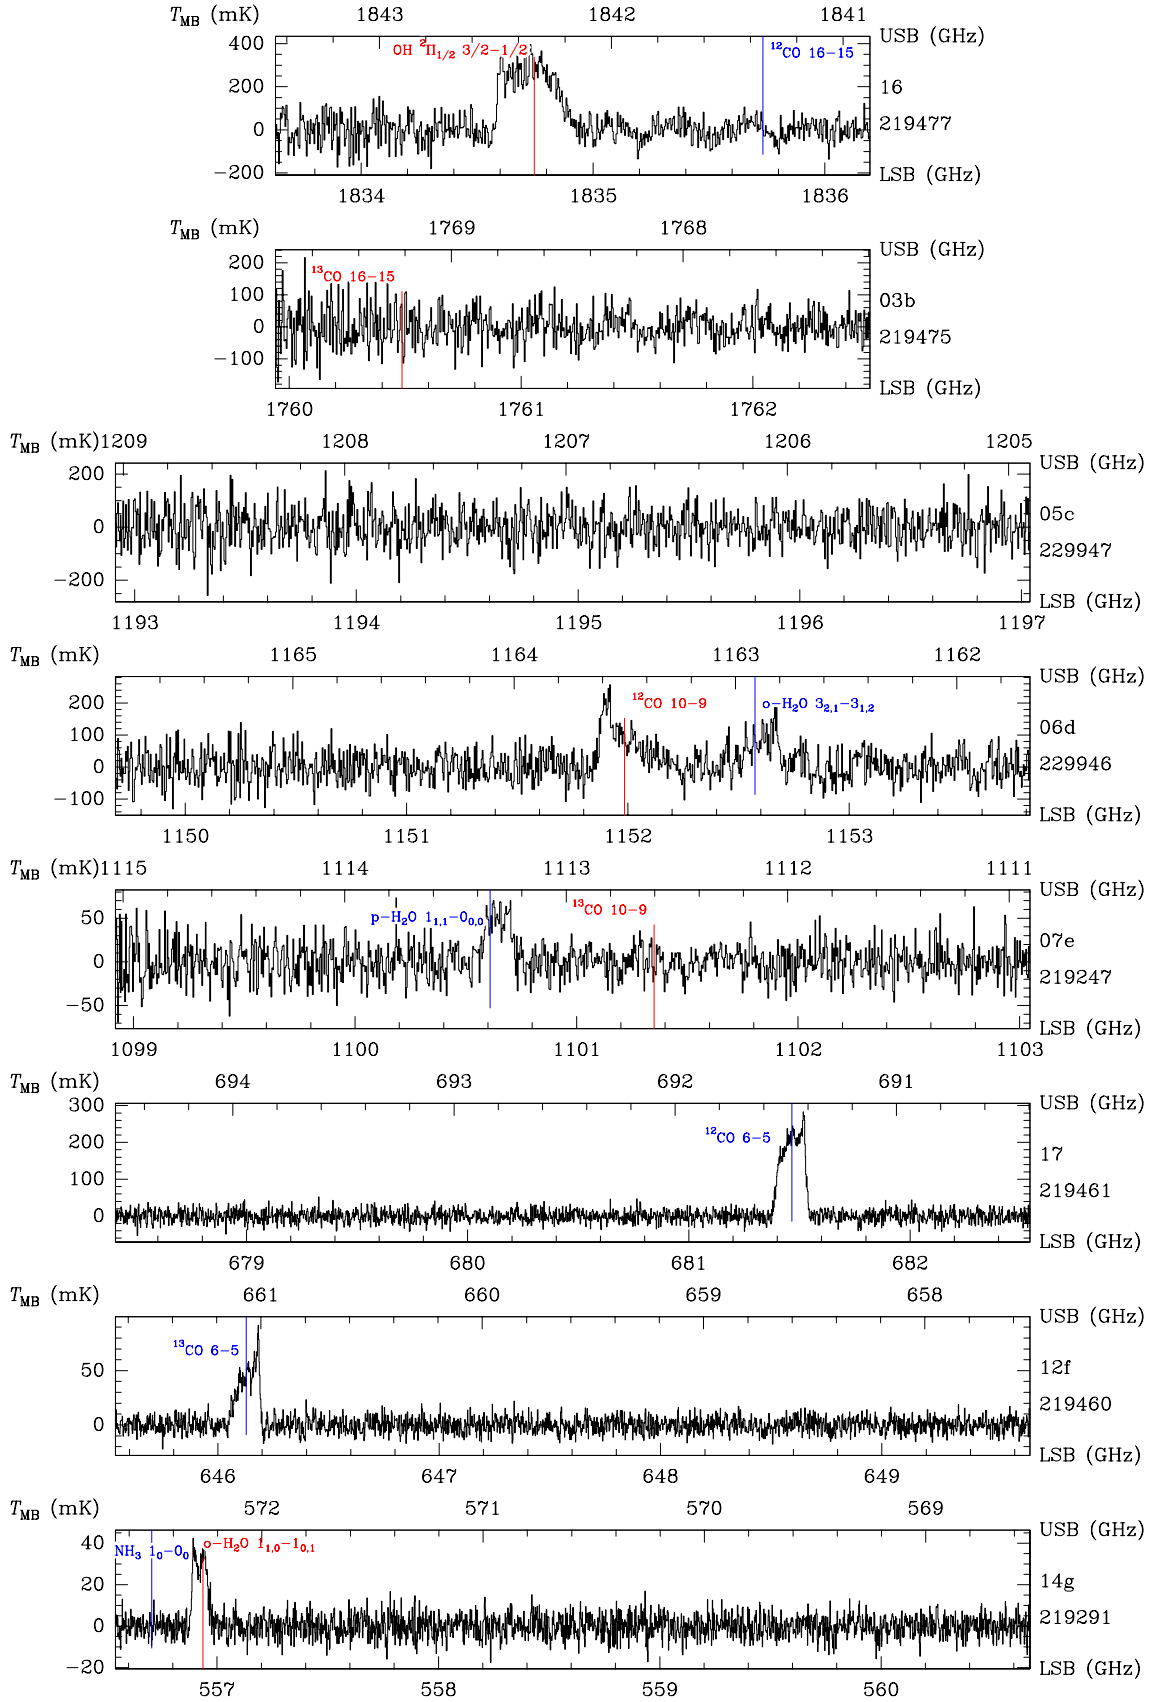 T_MB (mK) 1843 1842 1841
USB (GHz)
400 OH ²Π₁/₂ 3/2−1/2 ¹²CO 16−15
200 16
0 219477
−200 LSB (GHz)
1834 1835 1836
T_MB (mK) 1769 1768
USB (GHz)
200 ¹³CO 16−15
100 03b
0 219475
−100
LSB (GHz)
1760 1761 1762
T_MB (mK) 1209 1208 1207 1206 1205
USB (GHz)
200
05c
0
229947
−200
LSB (GHz)
1193 1194 1195 1196 1197
T_MB (mK) 1165 1164 1163 1162
USB (GHz)
200 ¹²CO 10−9 o−H₂O 3₂,₁−3₁,₂
100 06d
0 229946
−100
LSB (GHz)
1150 1151 1152 1153
T_MB (mK) 1115 1114 1113 1112 1111
USB (GHz)
50 p−H₂O 1₁,₁−0₀,₀ ¹³CO 10−9
07e
0 219247
−50
LSB (GHz)
1099 1100 1101 1102 1103
T_MB (mK) 694 693 692 691
300 USB (GHz)
200 ¹²CO 6−5
17
100 219461
0
LSB (GHz)
679 680 681 682
T_MB (mK) 661 660 659 658
USB (GHz)
¹³CO 6−5
50 12f
219460
0
LSB (GHz)
646 647 648 649
T_MB (mK) 572 571 570 569
USB (GHz)
40 NH₃ 1₀−0₀ o−H₂O 1₁,₀−1₀,₁
20 14g
0 219291
−20 LSB (GHz)
557 558 559 560